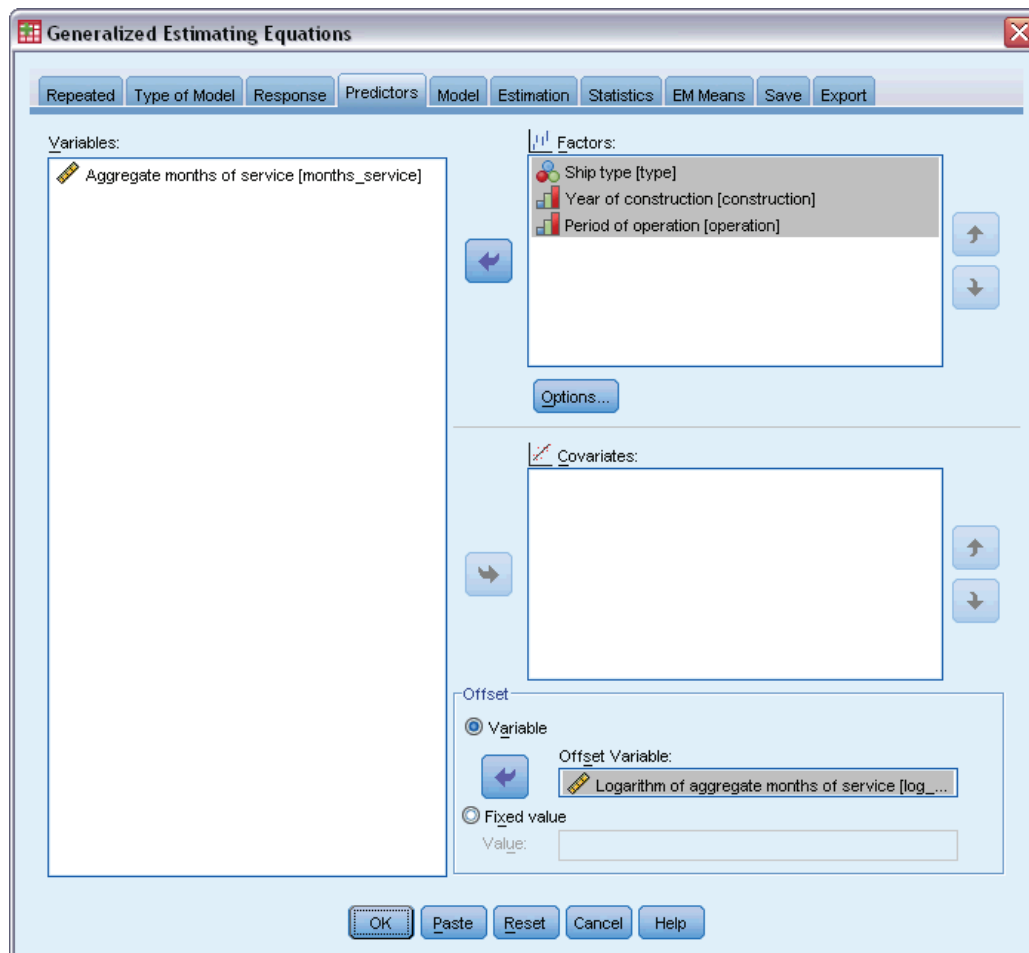 Generalized Estimating Equations
Repeated
Type of Model
Response
Predictors
Model
Estimation
Statistics
EM Means
Save
Export
Variables:
Aggregate months of service [months_service]
Factors:
Ship type [type]
Year of construction [construction]
Period of operation [operation]
Options...
Covariates:
Offset
Variable
Offset Variable:
Logarithm of aggregate months of service [log_...
Fixed value
Value:
OK
Paste
Reset
Cancel
Help